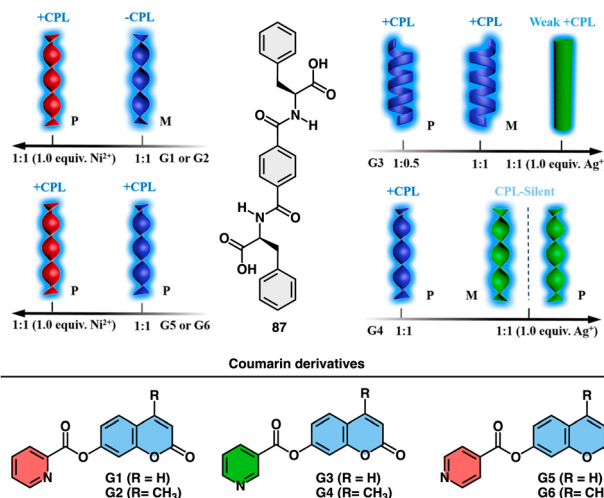 +CPL -CPL
P M
1:1 (1.0 equiv. Ni²⁺) 1:1 G1 or G2
+CPL +CPL
P P
1:1 (1.0 equiv. Ni²⁺) 1:1 G5 or G6
OH
O
N
H
O
O
H
N
O
OH
87
+CPL +CPL Weak +CPL
P M
G3 1:0.5 1:1 1:1 (1.0 equiv. Ag⁺
+CPL CPL-Silent
P M P
G4 1:1 1:1 (1.0 equiv. Ag⁺)
Coumarin derivatives
R
O
N O O O
G1 (R = H)
G2 (R= CH₃)
R
O
N O O O
G3 (R = H)
G4 (R= CH₃)
R
O
N O O
G5 (R = H)
G6 (R= CH